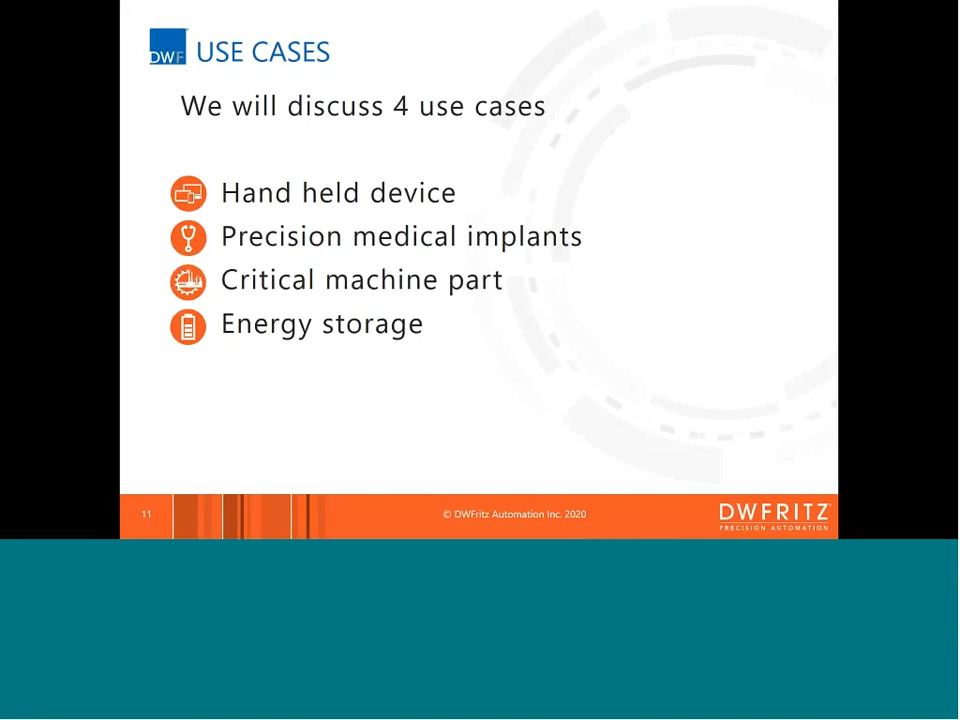 DWF USE CASES
We will discuss 4 use cases
Hand held device
Precision medical implants
Critical machine part
Energy storage
11
© DWFritz Automation Inc. 2020
DWFRITZ
PRECISION AUTOMATION